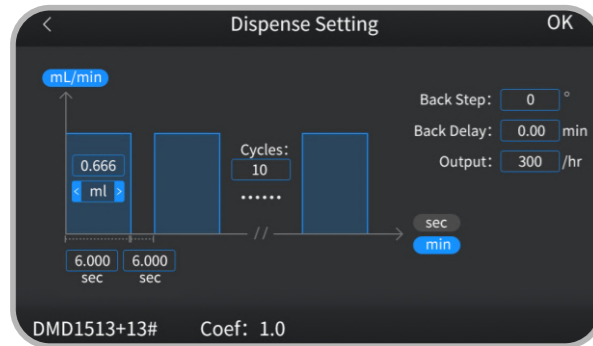 < Dispense Setting OK
mL/min
Back Step: 0 °
Back Delay: 0.00 min
Output: 300 /hr
Cycles:
10
......
0.666
< ml >
//
sec
min
6.000 6.000
sec sec
DMD1513+13# Coef: 1.0